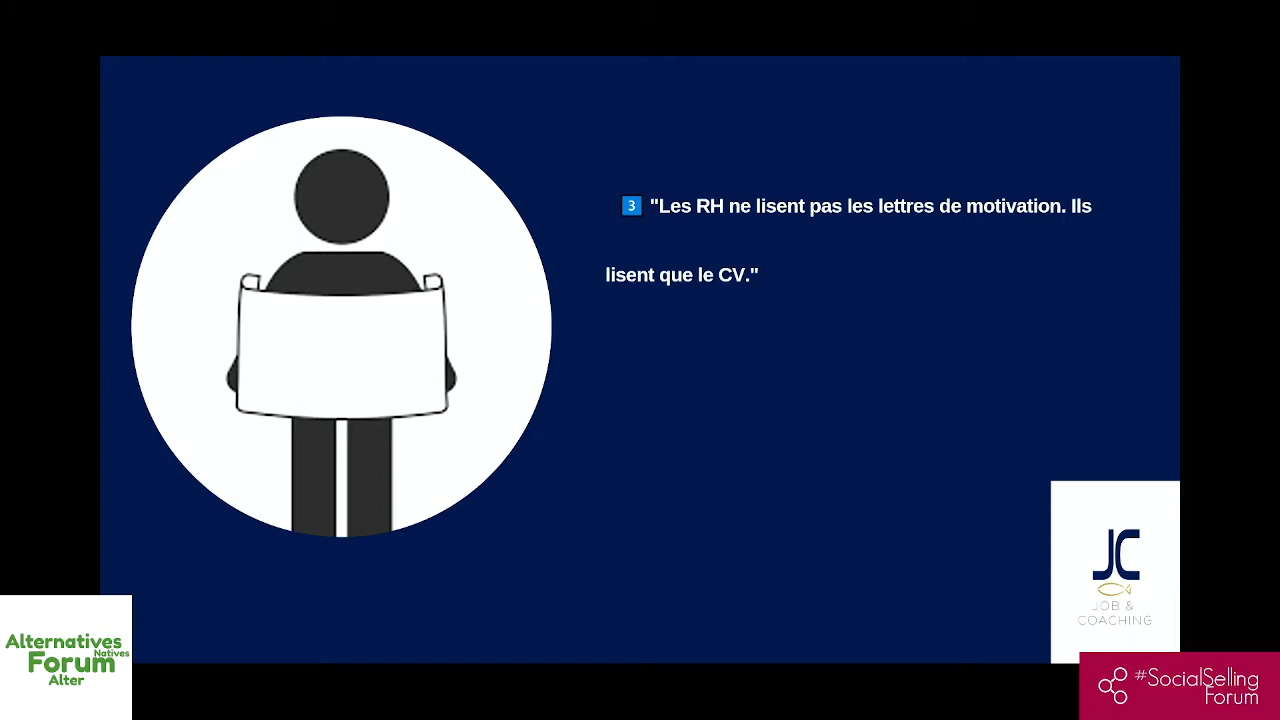 3 "Les RH ne lisent pas les lettres de motivation. Ils
lisent que le CV."
JC
JOB &
COACHING
Alternatives
Natives
Forum
Alter
#SocialSelling
Forum